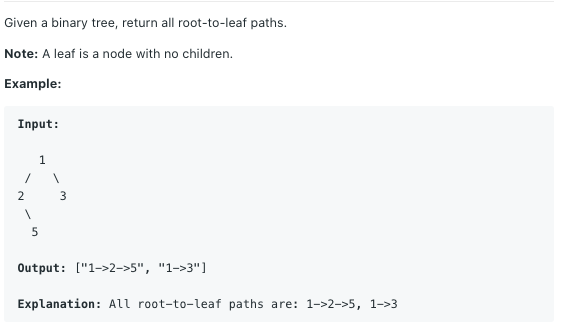 Given a binary tree, return all root-to-leaf paths.
Note: A leaf is a node with no children.
Example:
Input:
1
/ \
2 3
\
5
Output: ["1->2->5", "1->3"]
Explanation: All root-to-leaf paths are: 1->2->5, 1->3